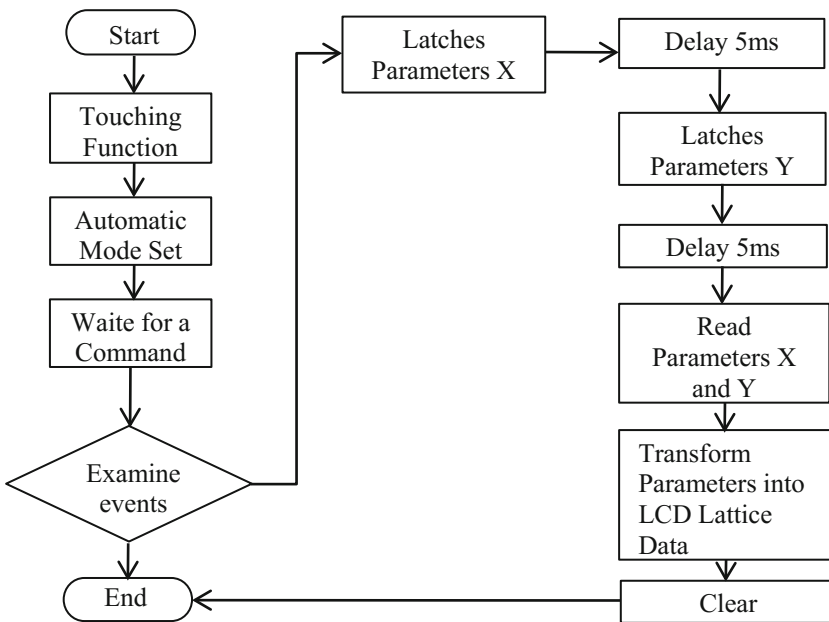 Start
Touching
Function
Automatic
Mode Set
Waite for a
Command
Examine
events
End
Latches
Parameters X
Delay 5ms
Latches
Parameters Y
Delay 5ms
Read
Parameters X
and Y
Transform
Parameters into
LCD Lattice
Data
Clear